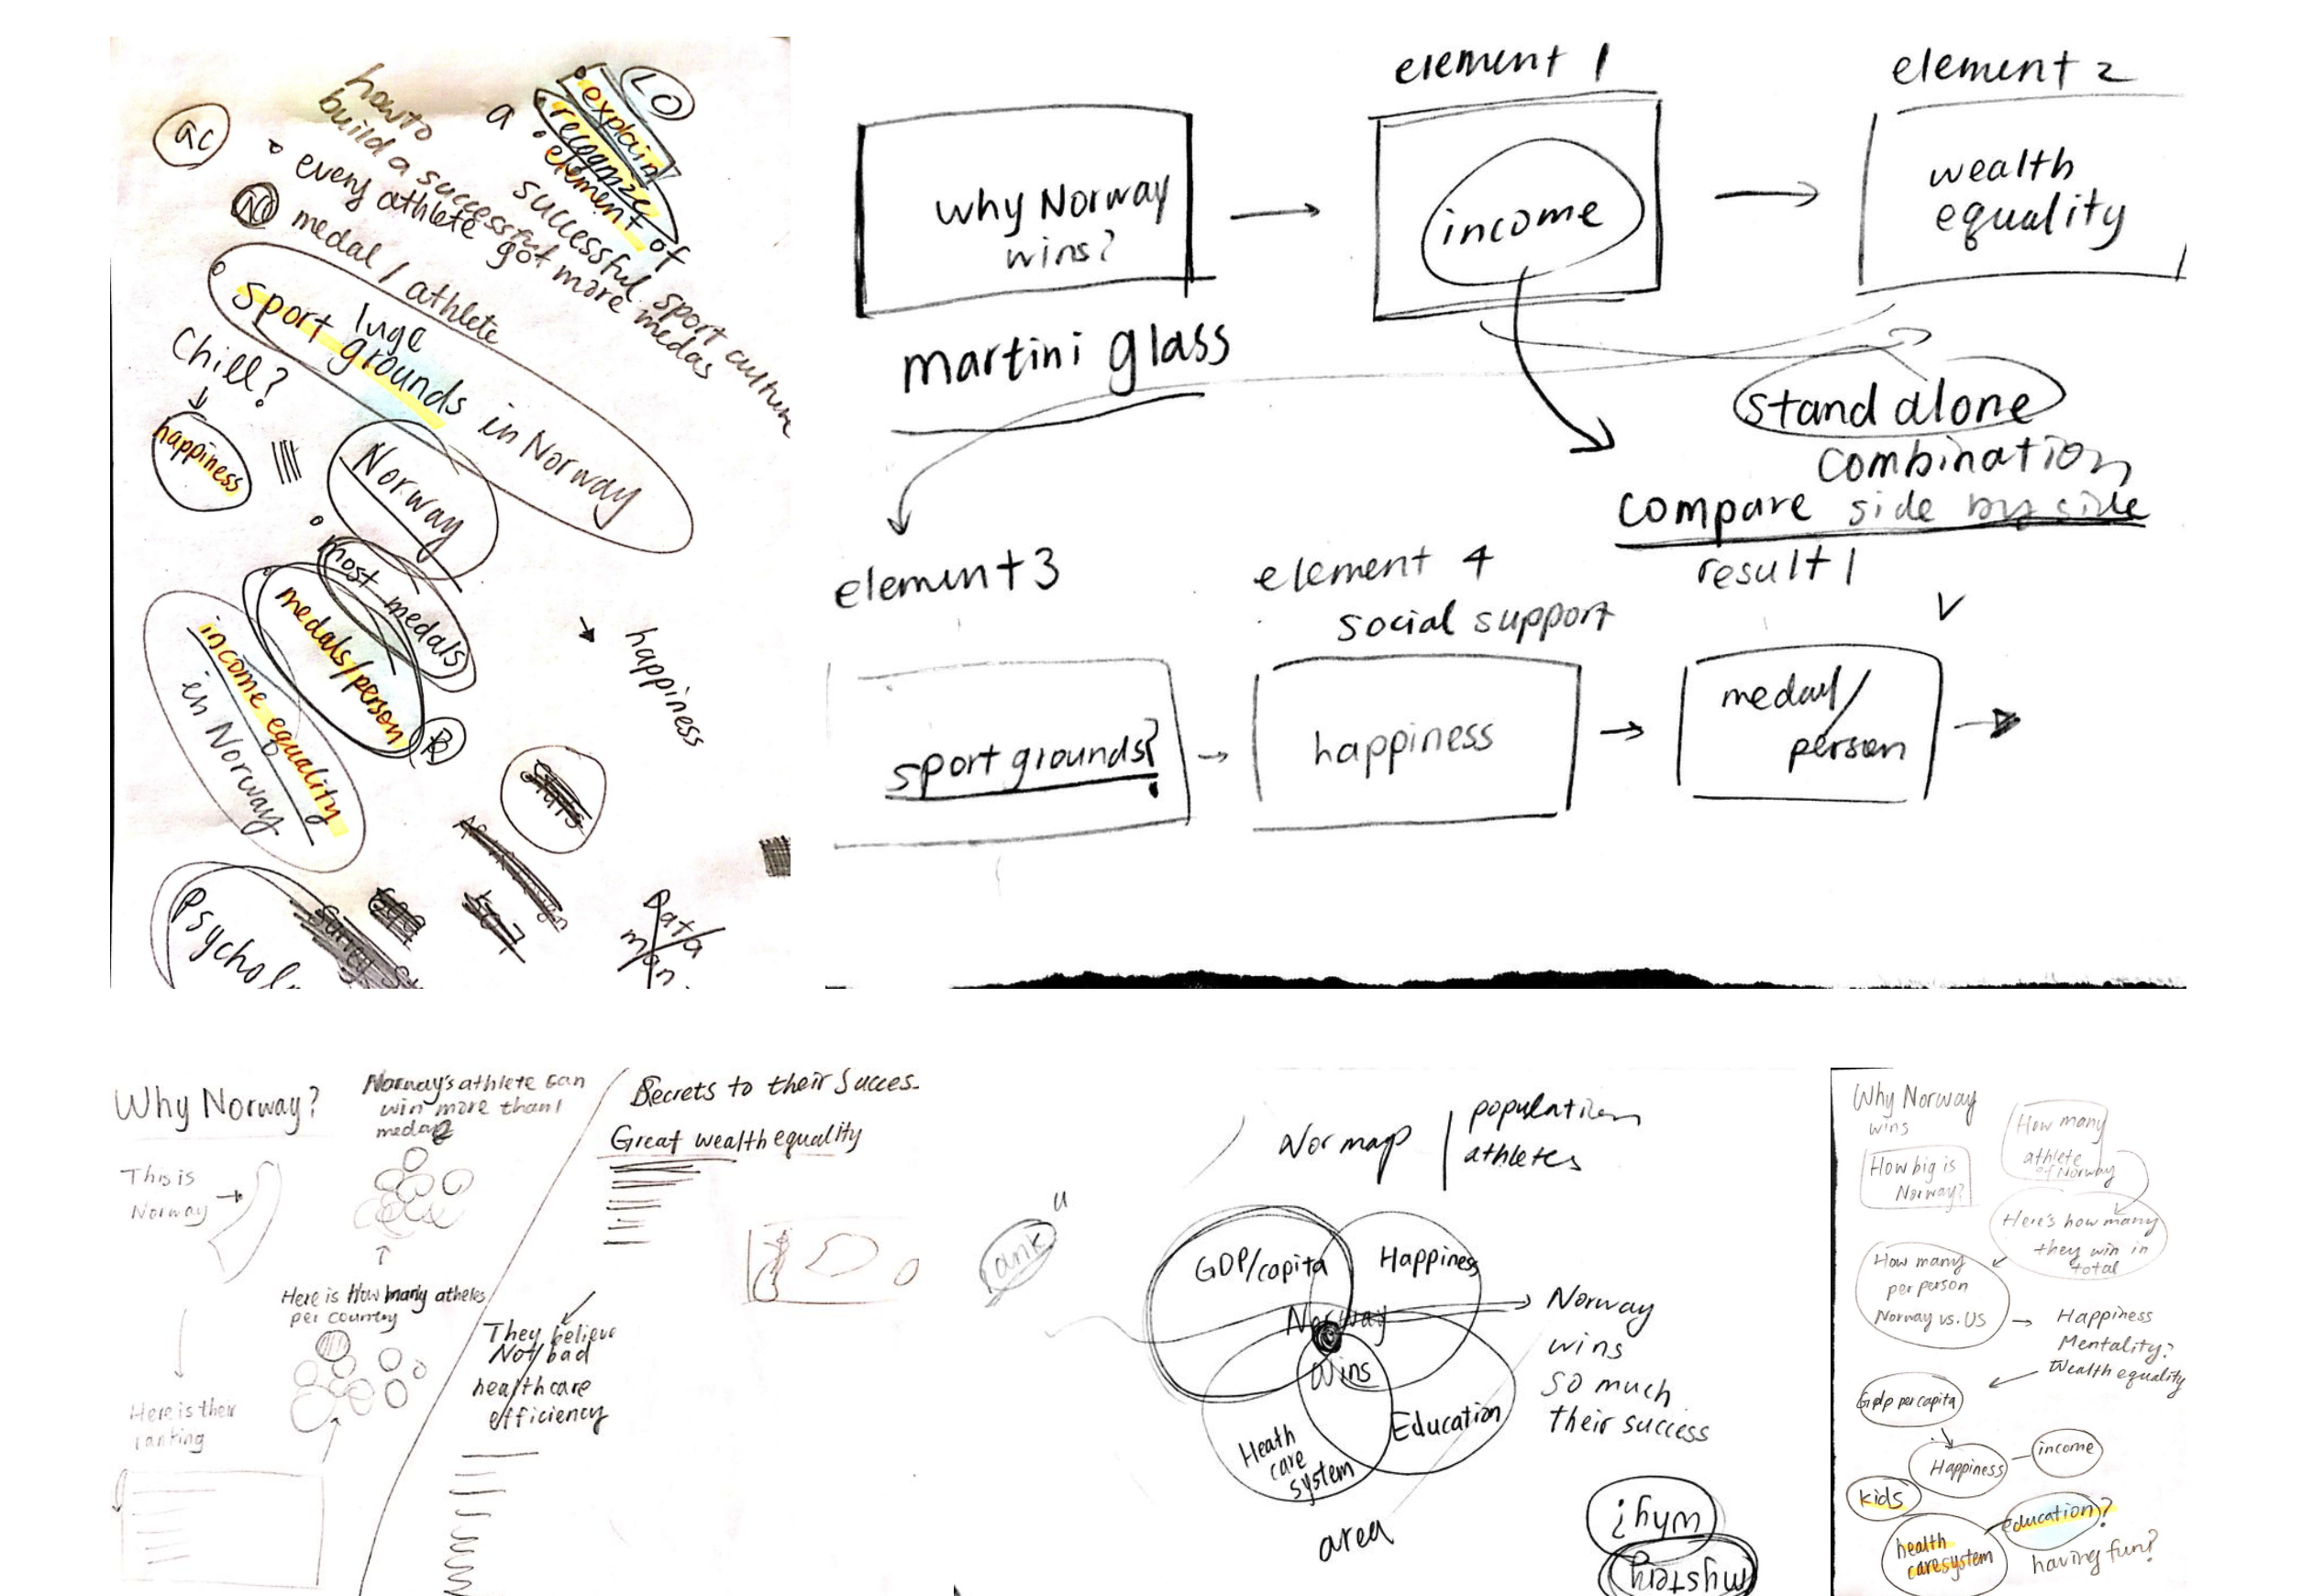 LO
explain
recognize
a element of
successful sport culture
how to
build a successful
ac
every athlete got more medas
medal / athlete
luge
sport grounds in Norway
chill?
happiness
Norway
most medals
medals/person
income equality
in Norway
happiness
Data
element 1
element 2
why Norway
wins?
income
wealth
equality
martini glass
stand alone
combination
compare side by side
result 1
element 3
element 4
social support
sport grounds?
happiness
medal/
person
Why Norway?
Norway's athlete can
win more than 1
This is
Norway
Here is How many atheles
per country
Here is their
ranking
Secrets to their Succes
Great wealth equality
They believe
Not bad
healthcare
efficiency
Nor map
population
athletes
rank
GDP/capita
Happiness
Norway
wins
Heath
care
system
Education
Norway
wins
so much
their success
area
why?
mystery
Why Norway
wins
How many
athlete
of Norway
How big is
Norway?
Here's how many
they win in
total
How many
per person
Norway vs. US
Happiness
Mentality?
Wealth equality
Gdp per capita
Happiness
income
kids
education?
health
caresystem
having fun?